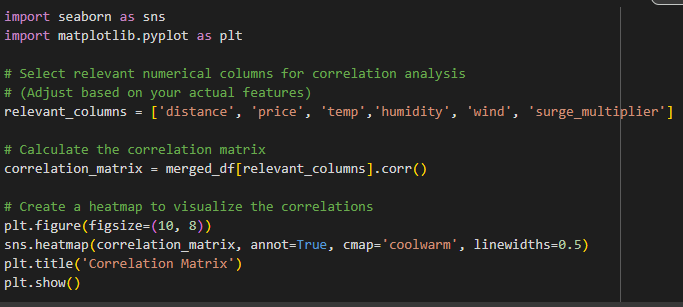 import seaborn as sns
import matplotlib.pyplot as plt
# Select relevant numerical columns for correlation analysis
# (Adjust based on your actual features)
relevant_columns = ['distance', 'price', 'temp','humidity', 'wind', 'surge_multiplier']
# Calculate the correlation matrix
correlation_matrix = merged_df[relevant_columns].corr()
# Create a heatmap to visualize the correlations
plt.figure(figsize=(10, 8))
sns.heatmap(correlation_matrix, annot=True, cmap='coolwarm', linewidths=0.5)
plt.title('Correlation Matrix')
plt.show()